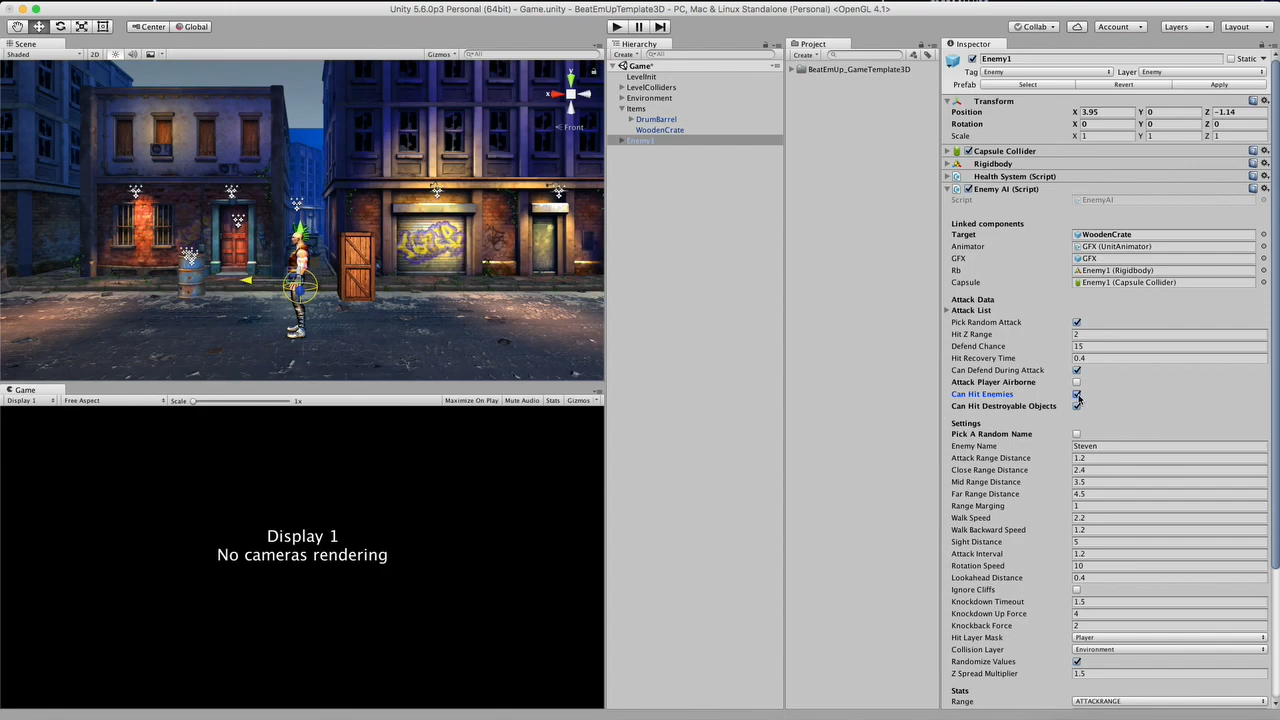 Unity 5.6.0p3 Personal (64bit) - Game.unity - BeatEmUpTemplate3D - PC, Mac & Linux Standalone (Personal) <OpenGL 4.1>
Center Global Collab Account Layers Layout
Scene Hierarchy Project Inspector
Shaded 2D Gizmos All
Create All
Create
Game*
LevelInit
LevelColliders
Environment
Items
DrumBarrel
WoodenCrate
Enemy1
BeatEmUp_GameTemplate3D
Enemy1 Static
Tag Enemy Layer Enemy
Prefab Select Revert Apply
Transform
Position X 3.95 Y 0 Z -1.14
Rotation X 0 Y 0 Z 0
Scale X 1 Y 1 Z 1
Capsule Collider
Rigidbody
Health System (Script)
Enemy AI (Script)
Script EnemyAI
Linked components
Target WoodenCrate
Animator GFX (UnitAnimator)
GFX GFX
Rb Enemy1 (Rigidbody)
Capsule Enemy1 (Capsule Collider)
Attack Data
Attack List
Pick Random Attack
Hit Z Range 2
Defend Chance 15
Hit Recovery Time 0.4
Can Defend During Attack
Attack Player Airborne
Can Hit Enemies
Can Hit Destroyable Objects
Settings
Pick A Random Name
Enemy Name Steven
Attack Range Distance 1.2
Close Range Distance 2.4
Mid Range Distance 3.5
Far Range Distance 4.5
Range Marging 1
Walk Speed 2.2
Walk Backward Speed 1.2
Sight Distance 5
Attack Interval 1.2
Rotation Speed 10
Lookahead Distance 0.4
Ignore Cliffs
Knockdown Timeout 1.5
Knockdown Up Force 4
Knockback Force 2
Hit Layer Mask Player
Collision Layer Environment
Randomize Values
Z Spread Multiplier 1.5
Stats
Range ATTACKRANGE
x y z
Front
Game
Display 1 Free Aspect Scale 1x Maximize On Play Mute Audio Stats Gizmos
Display 1
No cameras rendering